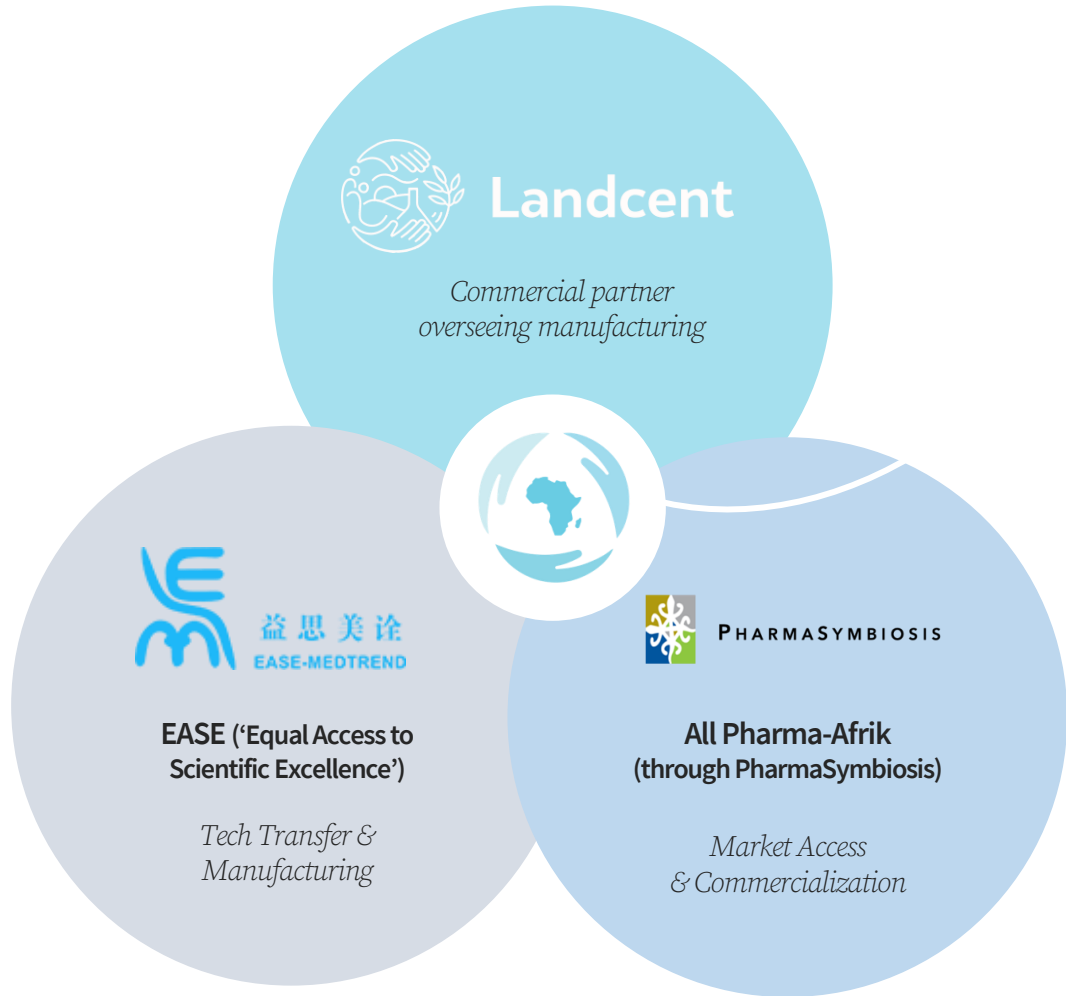 Landcent
Commercial partner
overseeing manufacturing
益思美诠
EASE-MEDTREND
EASE (‘Equal Access to
Scientific Excellence’)
Tech Transfer &
Manufacturing
PHARMASYMBIOSIS
All Pharma-Afrik
(through PharmaSymbiosis)
Market Access
& Commercialization